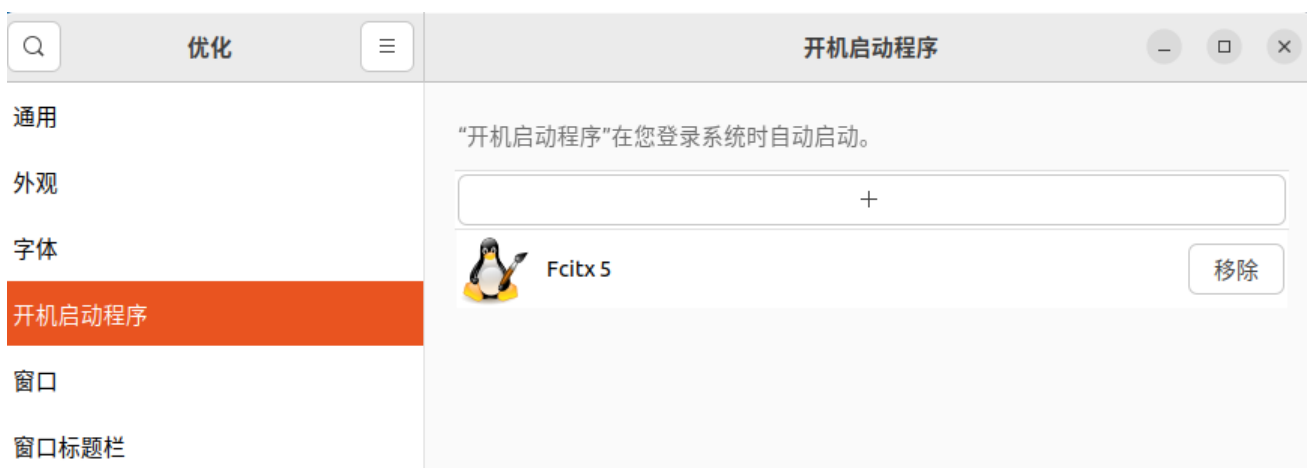 优化
开机启动程序
通用
外观
字体
开机启动程序
窗口
窗口标题栏
“开机启动程序”在您登录系统时自动启动。
+
Fcitx 5
移除